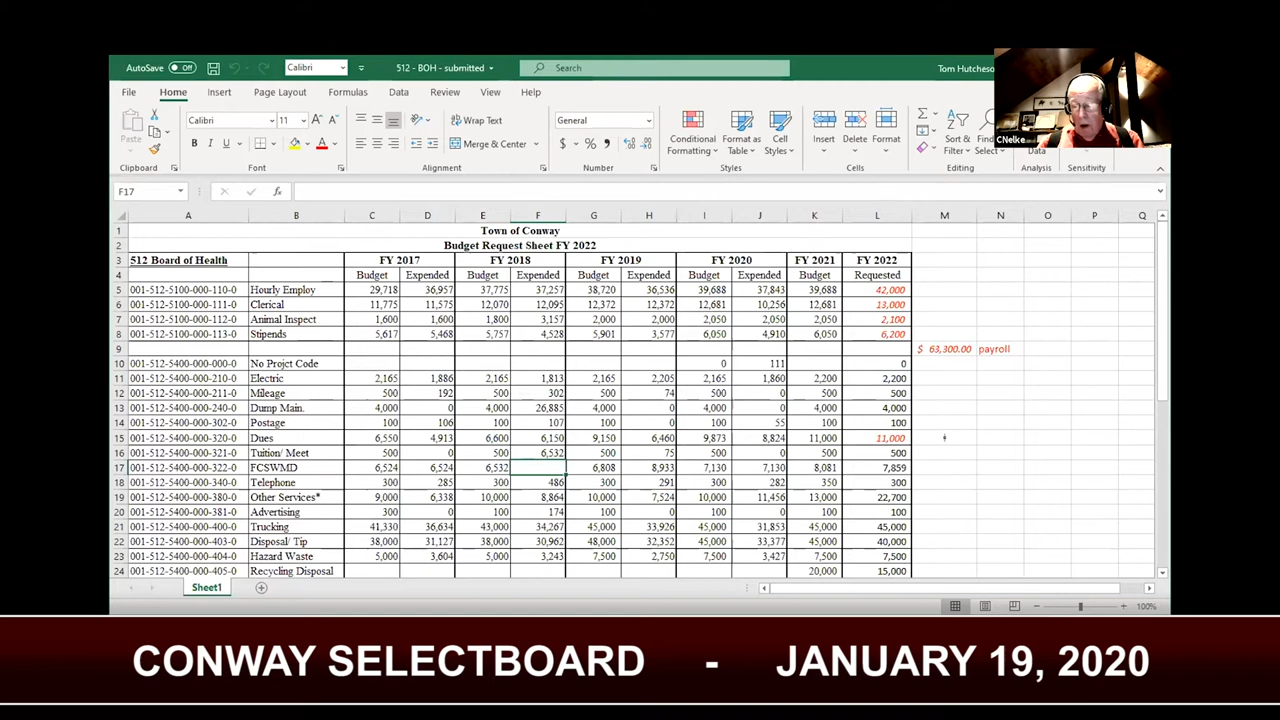 AutoSave Off Calibri 512 - BOH - submitted Search Tom Hutcheso
CNelke
File Home Insert Page Layout Formulas Data Review View Help
Paste Calibri 11 A A Wrap Text General Conditional Formatting Format as Table Cell Styles Insert Delete Format Sort & Filter Find & Select
B I U A Merge & Center $ % Data
Clipboard Font Alignment Number Styles Cells Editing Analysis Sensitivity
F17 fx
A B C D E F G H I J K L M N O P Q
1 Town of Conway
2 Budget Request Sheet FY 2022
3 512 Board of Health FY 2017 FY 2018 FY 2019 FY 2020 FY 2021 FY 2022
4 Budget Expended Budget Expended Budget Expended Budget Expended Budget Requested
5 001-512-5100-000-110-0 Hourly Employ 29,718 36,957 37,775 37,257 38,720 36,536 39,688 37,843 39,688 42,000
6 001-512-5100-000-111-0 Clerical 11,775 11,575 12,070 12,095 12,372 12,372 12,681 10,256 12,681 13,000
7 001-512-5100-000-112-0 Animal Inspect 1,600 1,600 1,800 3,157 2,000 2,000 2,050 2,050 2,050 2,100
8 001-512-5100-000-113-0 Stipends 5,617 5,468 5,757 4,528 5,901 3,577 6,050 4,910 6,050 6,200
9 $ 63,300.00 payroll
10 001-512-5400-000-000-0 No Projct Code 0 111 0
11 001-512-5400-000-210-0 Electric 2,165 1,886 2,165 1,813 2,165 2,205 2,165 1,860 2,200 2,200
12 001-512-5400-000-211-0 Mileage 500 192 500 302 500 74 500 0 500 500
13 001-512-5400-000-240-0 Dump Main. 4,000 0 4,000 26,885 4,000 0 4,000 0 4,000 4,000
14 001-512-5400-000-302-0 Postage 100 106 100 107 100 0 100 55 100 100
15 001-512-5400-000-320-0 Dues 6,550 4,913 6,600 6,150 9,150 6,460 9,873 8,824 11,000 11,000
16 001-512-5400-000-321-0 Tuition/ Meet 500 0 500 6,532 500 75 500 0 500 500
17 001-512-5400-000-322-0 FCSWMD 6,524 6,524 6,532 6,808 8,933 7,130 7,130 8,081 7,859
18 001-512-5400-000-340-0 Telephone 300 285 300 486 300 291 300 282 350 300
19 001-512-5400-000-380-0 Other Services* 9,000 6,338 10,000 8,864 10,000 7,524 10,000 11,456 13,000 22,700
20 001-512-5400-000-381-0 Advertising 300 0 100 174 100 0 100 0 100 100
21 001-512-5400-000-400-0 Trucking 41,330 36,634 43,000 34,267 45,000 33,926 45,000 31,853 45,000 45,000
22 001-512-5400-000-403-0 Disposal/ Tip 38,000 31,127 38,000 30,962 48,000 32,352 45,000 33,377 45,000 40,000
23 001-512-5400-000-404-0 Hazard Waste 5,000 3,604 5,000 3,243 7,500 2,750 7,500 3,427 7,500 7,500
24 001-512-5400-000-405-0 Recycling Disposal 20,000 15,000
Sheet1
100%
CONWAY SELECTBOARD - JANUARY 19, 2020